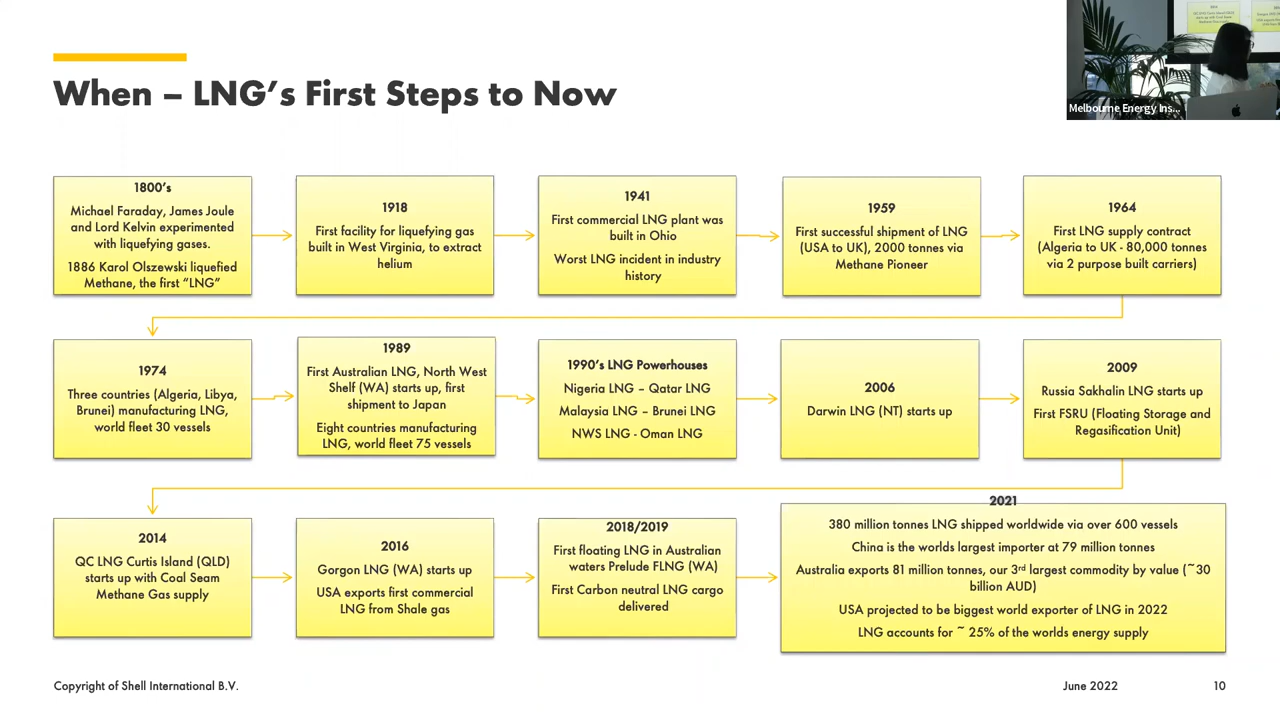 When – LNG's First Steps to Now
Melbourne Energy Ins...
1800's
Michael Faraday, James Joule
and Lord Kelvin experimented
with liquefying gases.
1886 Karol Olszewski liquefied
Methane, the first “LNG”
1918
First facility for liquefying gas
built in West Virginia, to extract
helium
1941
First commercial LNG plant was
built in Ohio
Worst LNG incident in industry
history
1959
First successful shipment of LNG
(USA to UK), 2000 tonnes via
Methane Pioneer
1964
First LNG supply contract
(Algeria to UK - 80,000 tonnes
via 2 purpose built carriers)
1974
Three countries (Algeria, Libya,
Brunei) manufacturing LNG,
world fleet 30 vessels
1989
First Australian LNG, North West
Shelf (WA) starts up, first
shipment to Japan
Eight countries manufacturing
LNG, world fleet 75 vessels
1990's LNG Powerhouses
Nigeria LNG – Qatar LNG
Malaysia LNG – Brunei LNG
NWS LNG - Oman LNG
2006
Darwin LNG (NT) starts up
2009
Russia Sakhalin LNG starts up
First FSRU (Floating Storage and
Regasification Unit)
2014
QC LNG Curtis Island (QLD)
starts up with Coal Seam
Methane Gas supply
2016
Gorgon LNG (WA) starts up
USA exports first commercial
LNG from Shale gas
2018/2019
First floating LNG in Australian
waters Prelude FLNG (WA)
First Carbon neutral LNG cargo
delivered
2021
380 million tonnes LNG shipped worldwide via over 600 vessels
China is the worlds largest importer at 79 million tonnes
Australia exports 81 million tonnes, our 3rd largest commodity by value (~30
billion AUD)
USA projected to be biggest world exporter of LNG in 2022
LNG accounts for ~ 25% of the worlds energy supply
Copyright of Shell International B.V.
June 2022
10